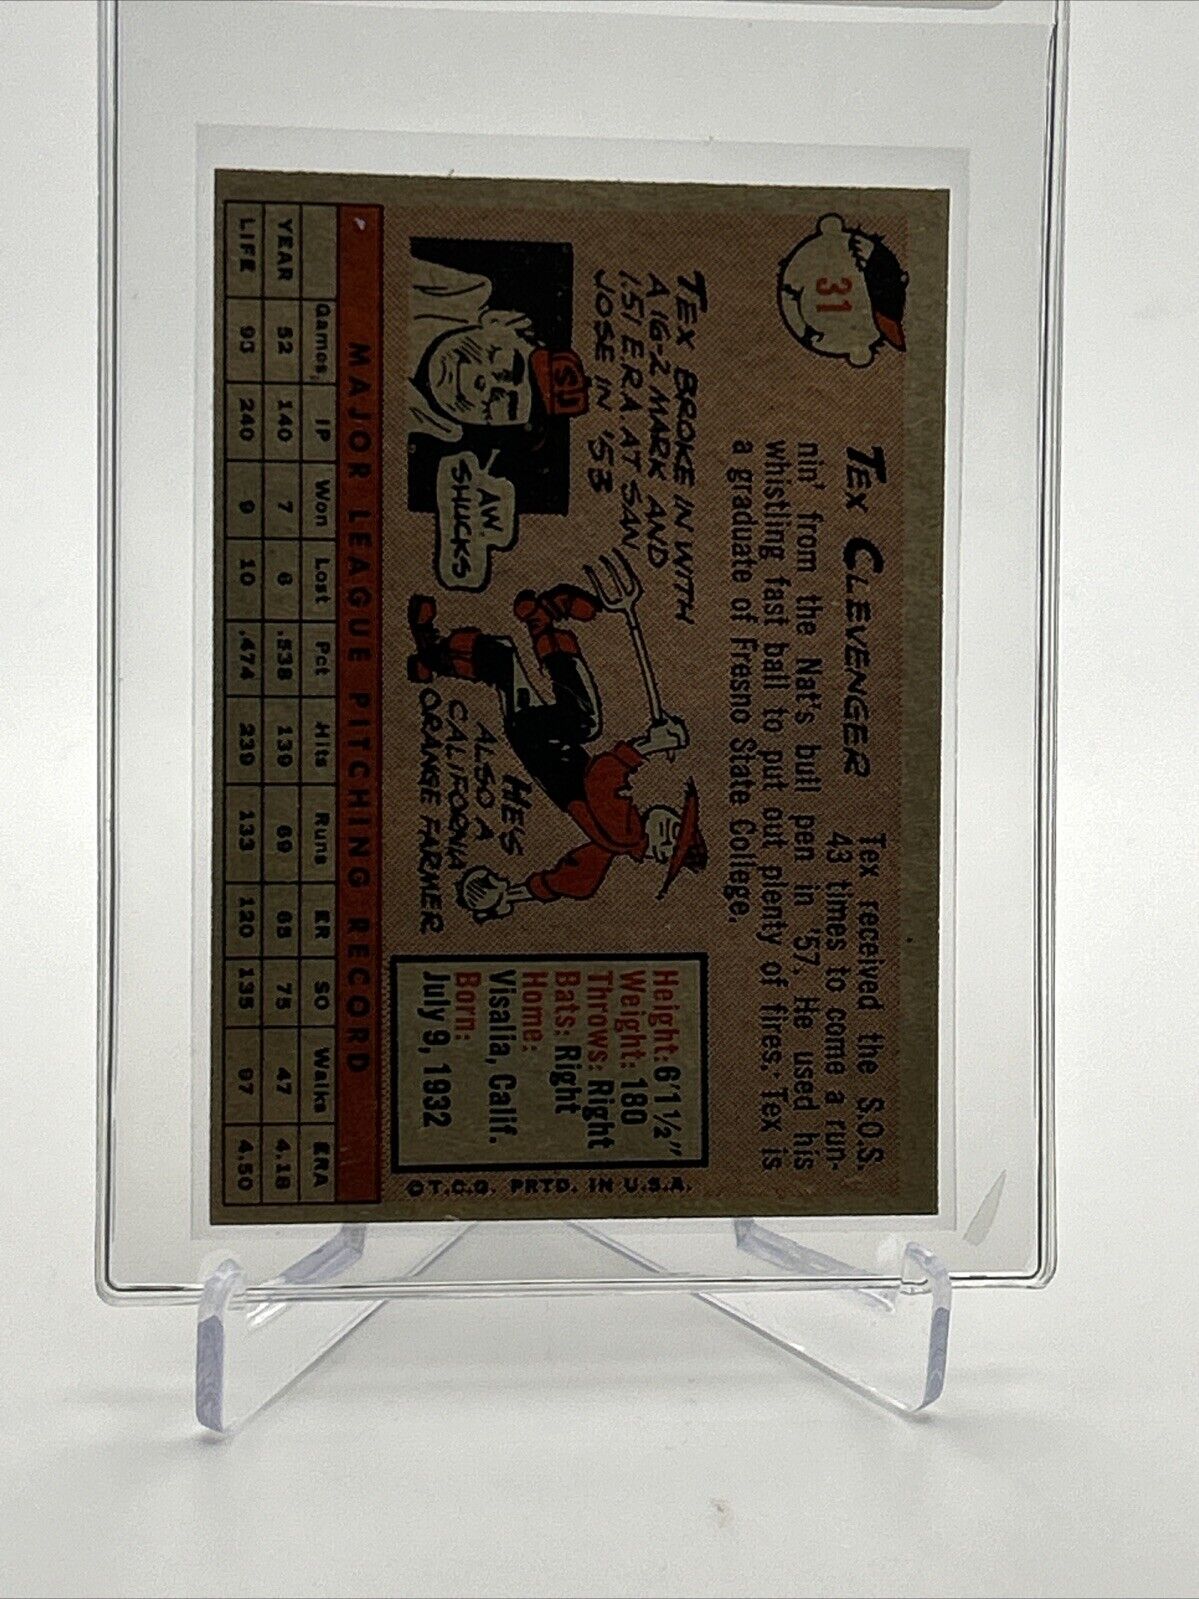 31
TEX CLEVENGER
Tex received the S.O.S.
43 times to come a run-
nin' from the Nat's bull pen in '57. He used his
whistling fast ball to put out plenty of fires. Tex is
a graduate of Fresno State College.
TEX BROKE IN WITH
A 16-2 MARK AND
1.51 ERA AT SAN
JOSE IN '53
SJ
AW.
SHUCKS
HE'S
ALSO A
CALIFORNIA
ORANGE FARMER
Height: 6'1½"
Weight: 180
Throws: Right
Bats: Right
Home:
Visalia, Calif.
Born:
July 9, 1932
©T.C.G. PRTD. IN U.S.A.
MAJOR LEAGUE PITCHING RECORD
Games IP Won Lost Pct Hits Runs ER SO Walks ERA
YEAR 52 140 7 6 .538 139 69 65 75 47 4.18
LIFE 90 240 9 10 .474 239 133 120 135 97 4.50